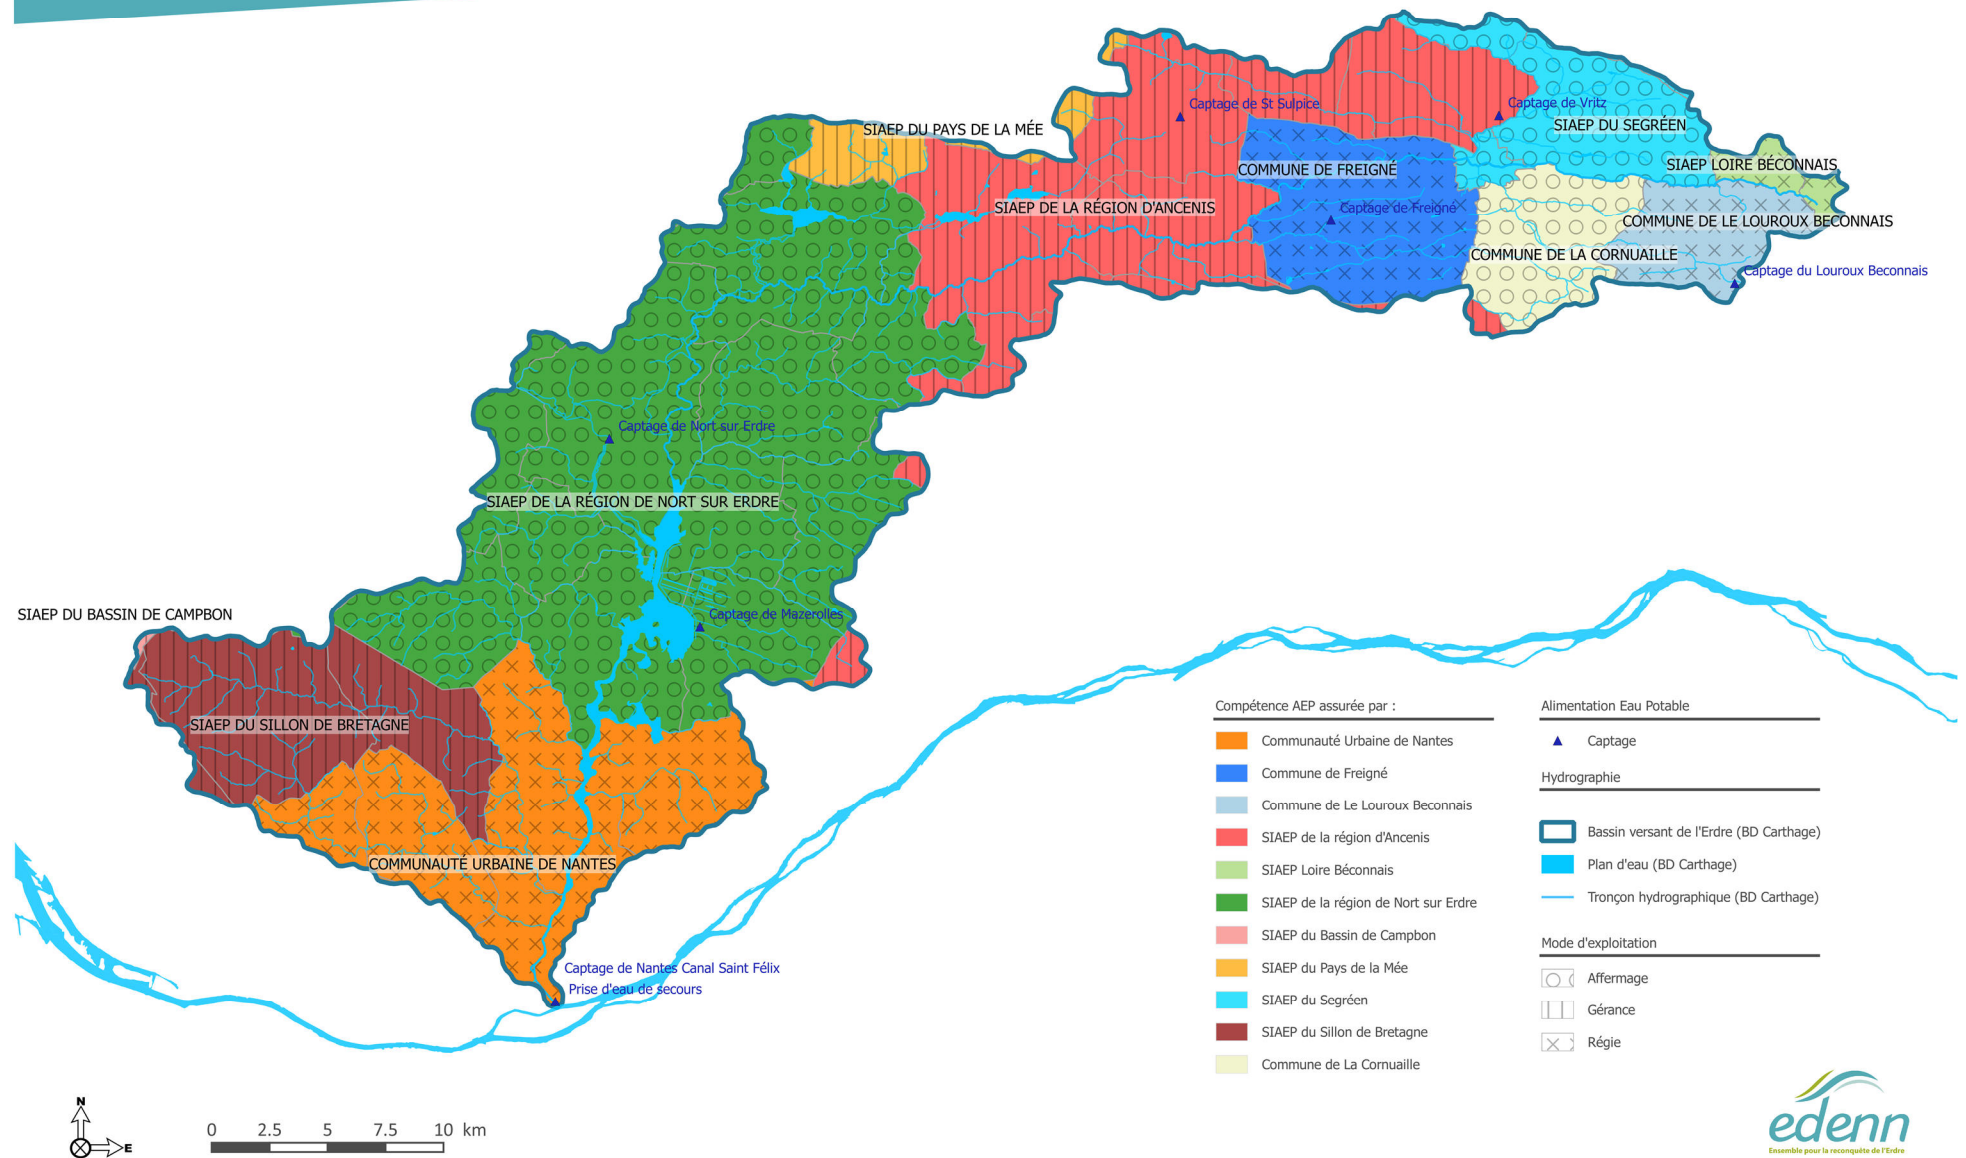 Captage de St Sulpice
Captage de Vritz
SIAEP DU PAYS DE LA MÉE
SIAEP DU SEGRÉEN
COMMUNE DE FREIGNÉ
SIAEP LOIRE BÉCONNAIS
SIAEP DE LA RÉGION D'ANCENIS
Captage de Freigné
COMMUNE DE LE LOUROUX BECONNAIS
COMMUNE DE LA CORNUAILLE
Captage du Louroux Beconnais
Captage de Nort sur Erdre
SIAEP DE LA RÉGION DE NORT SUR ERDRE
SIAEP DU BASSIN DE CAMPBON
Captage de Mazerolles
SIAEP DU SILLON DE BRETAGNE
COMMUNAUTÉ URBAINE DE NANTES
Captage de Nantes Canal Saint Félix
Prise d'eau de secours
Compétence AEP assurée par :
Communauté Urbaine de Nantes
Commune de Freigné
Commune de Le Louroux Beconnais
SIAEP de la région d'Ancenis
SIAEP Loire Béconnais
SIAEP de la région de Nort sur Erdre
SIAEP du Bassin de Campbon
SIAEP du Pays de la Mée
SIAEP du Segréen
SIAEP du Sillon de Bretagne
Commune de La Cornuaille
Alimentation Eau Potable
Captage
Hydrographie
Bassin versant de l'Erdre (BD Carthage)
Plan d'eau (BD Carthage)
Tronçon hydrographique (BD Carthage)
Mode d'exploitation
Affermage
Gérance
Régie
N
E
0 2.5 5 7.5 10 km
edenn
Ensemble pour la reconquête de l'Erdre